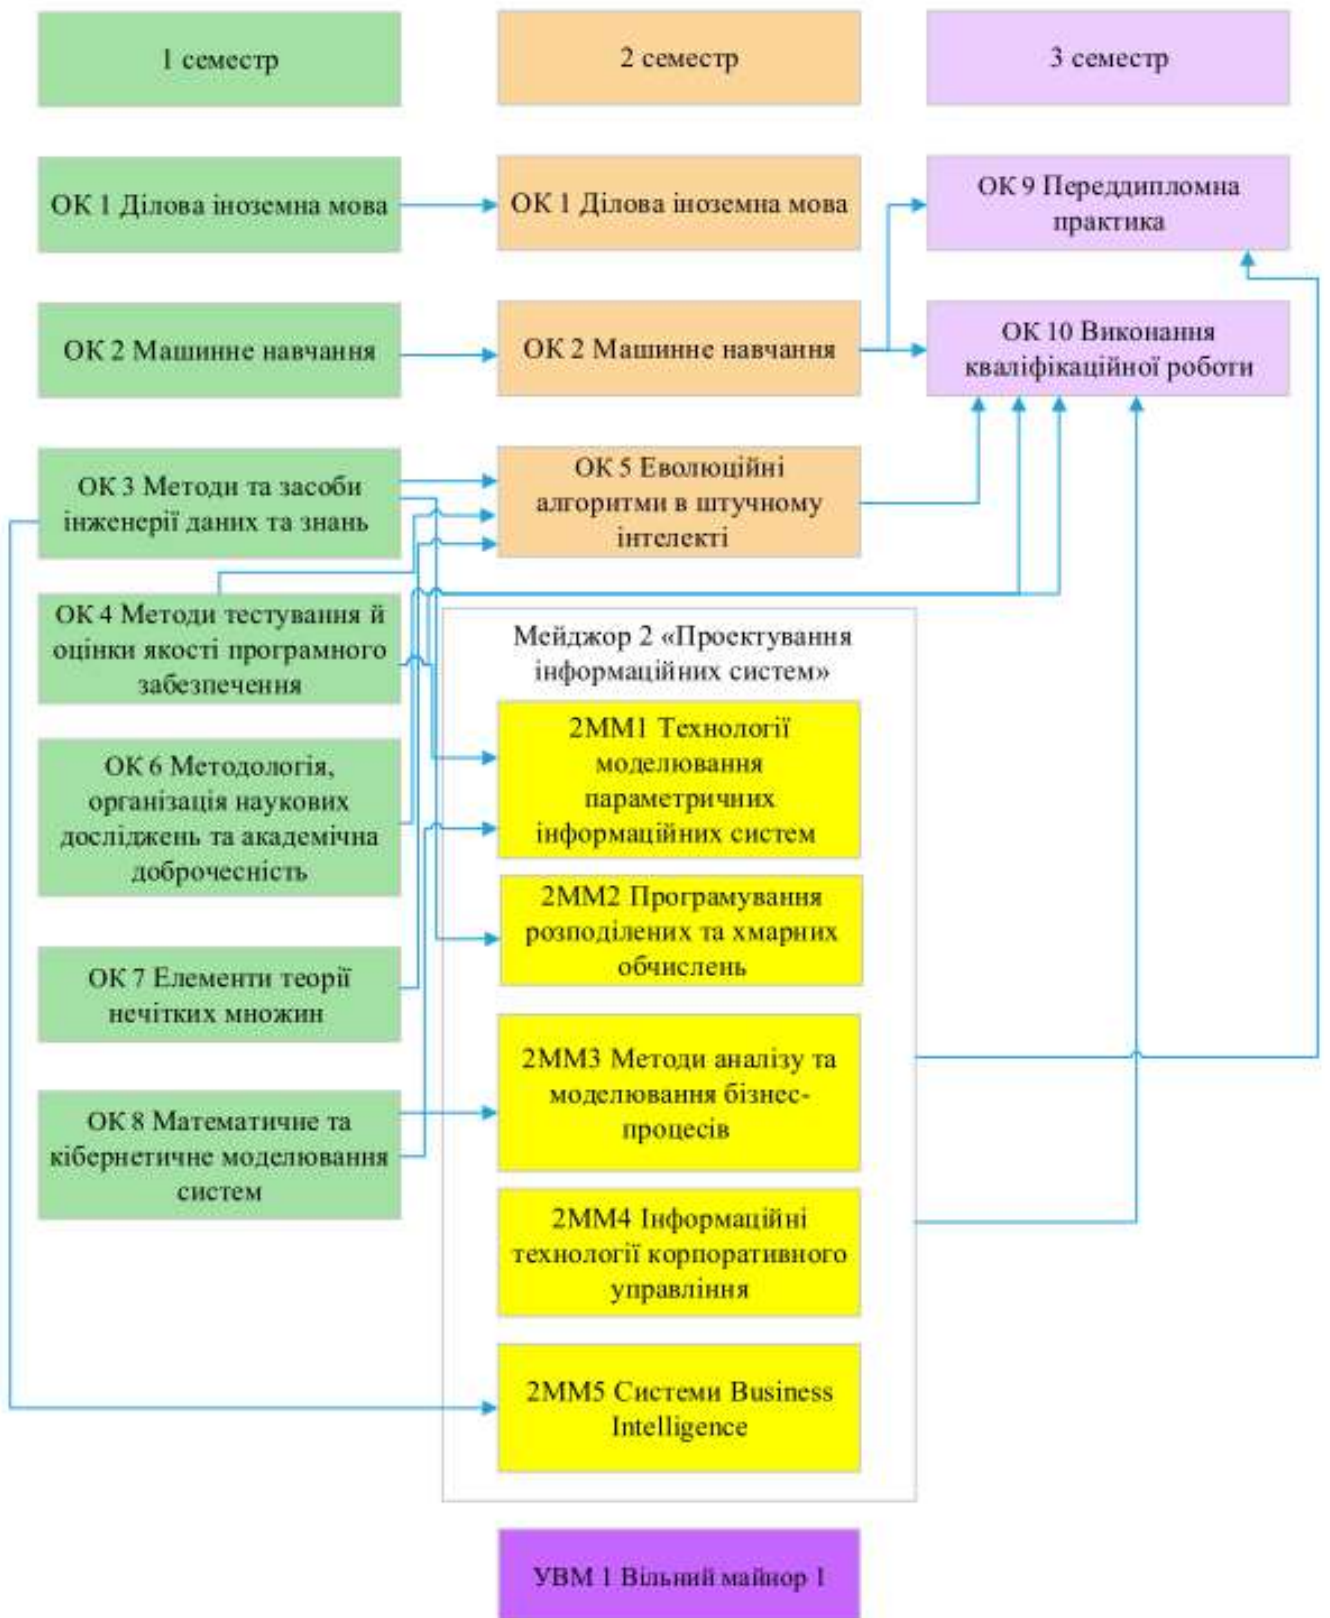 1 семестр
2 семестр
3 семестр
ОК 1 Ділова іноземна мова
ОК 1 Ділова іноземна мова
ОК 9 Переддипломна
практика
ОК 2 Машинне навчання
ОК 2 Машинне навчання
ОК 10 Виконання
кваліфікаційної роботи
ОК 3 Методи та засоби
інженерії даних та знань
ОК 5 Еволюційні
алгоритми в штучному
інтелекті
ОК 4 Методи тестування й
оцінки якості програмного
забезпечення
Мейджор 2 «Проектування
інформаційних систем»
ОК 6 Методологія,
організація наукових
досліджень та академічна
доброчесність
2ММ1 Технології
моделювання
параметричних
інформаційних систем
ОК 7 Елементи теорії
нечітких множин
2ММ2 Програмування
розподілених та хмарних
обчислень
ОК 8 Математичне та
кібернетичне моделювання
систем
2ММ3 Методи аналізу та
моделювання бізнес-
процесів
2ММ4 Інформаційні
технології корпоративного
управління
2ММ5 Системи Business
Intelligence
УВМ 1 Вільний майнор 1